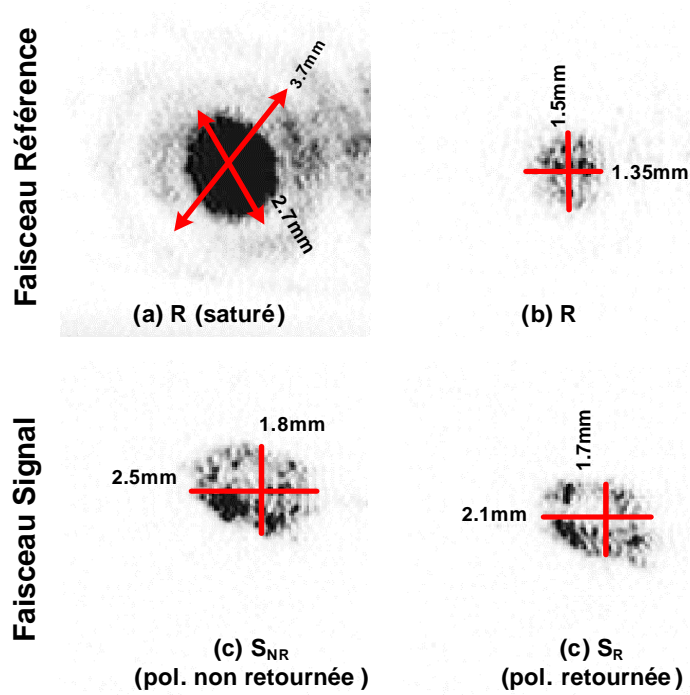 Faisceau Référence
3.7mm
2.7mm
(a) R (saturé)
1.5mm
1.35mm
(b) R
Faisceau Signal
1.8mm
2.5mm
(c) SNR
(pol. non retournée )
1.7mm
2.1mm
(c) SR
(pol. retournée)